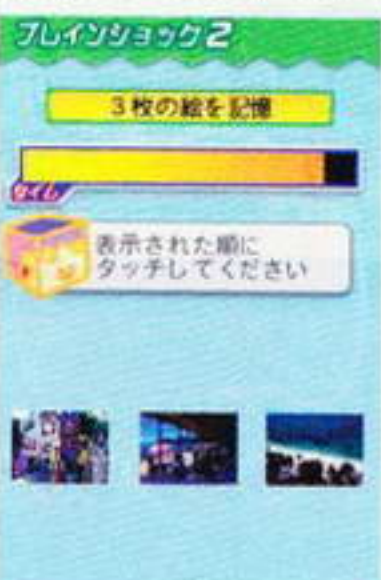 ブレインショック2
3枚の絵を記憶
タイム
表示された順に
タッチしてください